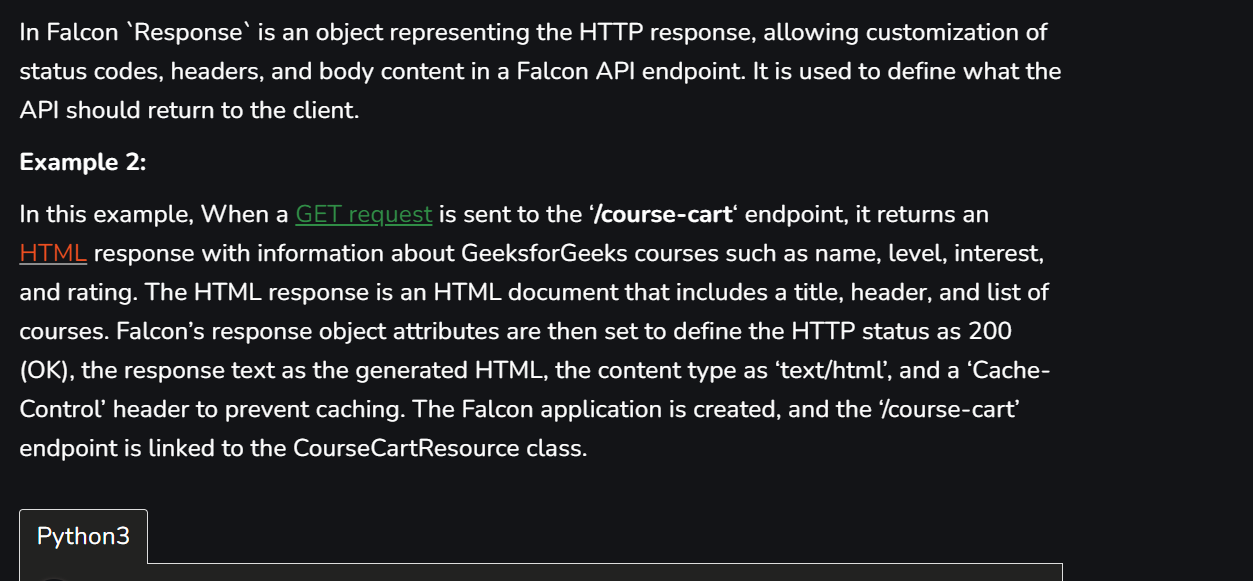 In Falcon `Response` is an object representing the HTTP response, allowing customization of
status codes, headers, and body content in a Falcon API endpoint. It is used to define what the
API should return to the client.
Example 2:
In this example, When a GET request is sent to the ‘/course-cart‘ endpoint, it returns an
HTML response with information about GeeksforGeeks courses such as name, level, interest,
and rating. The HTML response is an HTML document that includes a title, header, and list of
courses. Falcon’s response object attributes are then set to define the HTTP status as 200
(OK), the response text as the generated HTML, the content type as ‘text/html’, and a ‘Cache-
Control’ header to prevent caching. The Falcon application is created, and the ‘/course-cart’
endpoint is linked to the CourseCartResource class.
Python3